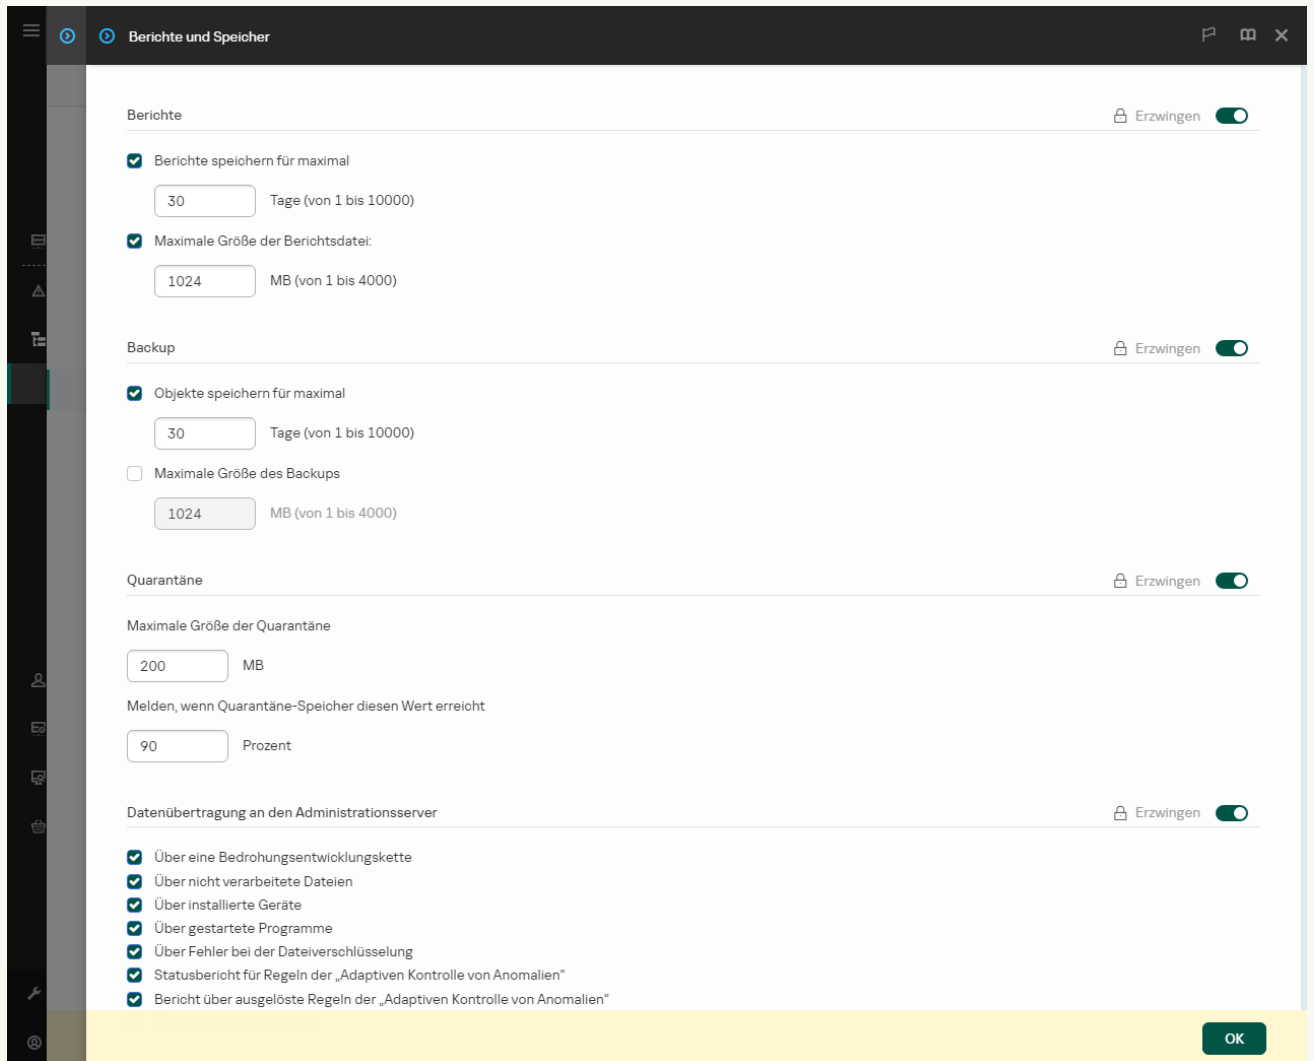 Berichte und Speicher
Berichte
Erzwingen
Berichte speichern für maximal
30 Tage (von 1 bis 10000)
Maximale Größe der Berichtsdatei:
1024 MB (von 1 bis 4000)
Backup
Erzwingen
Objekte speichern für maximal
30 Tage (von 1 bis 10000)
Maximale Größe des Backups
1024 MB (von 1 bis 4000)
Quarantäne
Erzwingen
Maximale Größe der Quarantäne
200 MB
Melden, wenn Quarantäne-Speicher diesen Wert erreicht
90 Prozent
Datenübertragung an den Administrationsserver
Erzwingen
Über eine Bedrohungsentwicklungskette
Über nicht verarbeitete Dateien
Über installierte Geräte
Über gestartete Programme
Über Fehler bei der Dateiverschlüsselung
Statusbericht für Regeln der „Adaptiven Kontrolle von Anomalien“
Bericht über ausgelöste Regeln der „Adaptiven Kontrolle von Anomalien“
OK